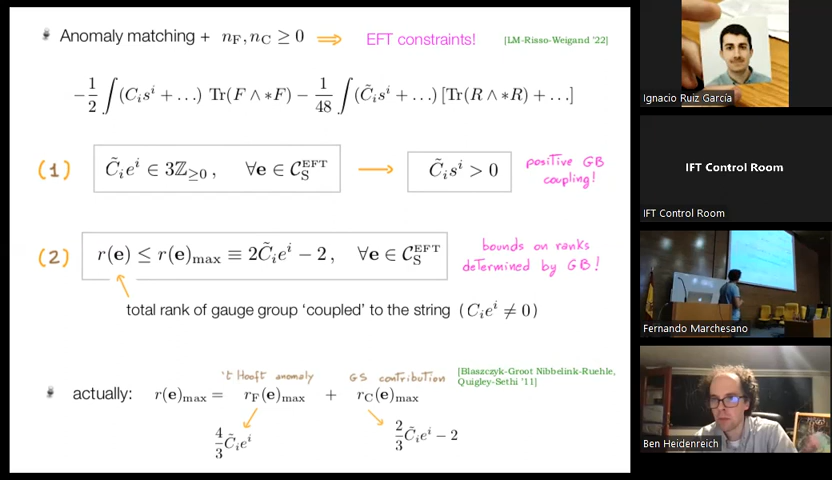 Anomaly matching + n_F, n_C ≥ 0 ⇒ EFT constraints! [LM-Risso-Weigand '22]
−1/2 ∫(C_i s^i + …) Tr(F ∧ *F) − 1/48 ∫(C̃_i s^i + …) [Tr(R ∧ *R) + …]
(1) C̃_i e^i ∈ 3ℤ_≥0 , ∀e ∈ C_S^EFT → C̃_i s^i > 0 positive GB
coupling!
(2) r(e) ≤ r(e)_max ≡ 2C̃_i e^i − 2 , ∀e ∈ C_S^EFT bounds on ranks
determined by GB!
total rank of gauge group 'coupled' to the string (C_i e^i ≠ 0)
't Hooft anomaly GS contribution [Blaszczyk-Groot Nibbelink-Ruehle,
Quigley-Sethi '11]
actually: r(e)_max = r_F(e)_max + r_C(e)_max
4/3 C̃_i e^i 2/3 C̃_i e^i − 2
Ignacio Ruiz García
IFT Control Room
IFT Control Room
Fernando Marchesano
Ben Heidenreich